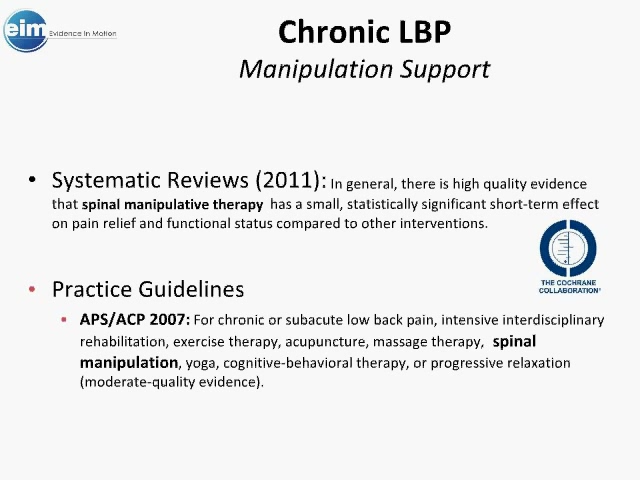 eim Evidence In Motion
Chronic LBP
Manipulation Support
• Systematic Reviews (2011): In general, there is high quality evidence
that spinal manipulative therapy has a small, statistically significant short-term effect
on pain relief and functional status compared to other interventions.
THE COCHRANE
COLLABORATION®
• Practice Guidelines
• APS/ACP 2007: For chronic or subacute low back pain, intensive interdisciplinary
rehabilitation, exercise therapy, acupuncture, massage therapy, spinal
manipulation, yoga, cognitive-behavioral therapy, or progressive relaxation
(moderate-quality evidence).